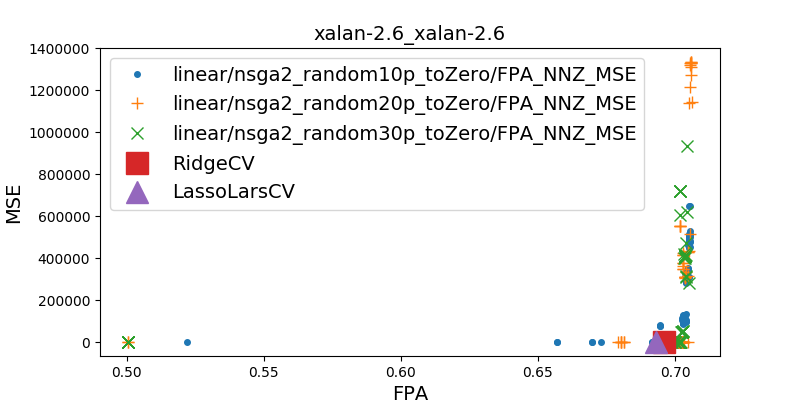 xalan-2.6_xalan-2.6
1400000
1200000
1000000
800000
600000
400000
200000
0
MSE
linear/nsga2_random10p_toZero/FPA_NNZ_MSE
linear/nsga2_random20p_toZero/FPA_NNZ_MSE
linear/nsga2_random30p_toZero/FPA_NNZ_MSE
RidgeCV
LassoLarsCV
0.50 0.55 0.60 0.65 0.70
FPA